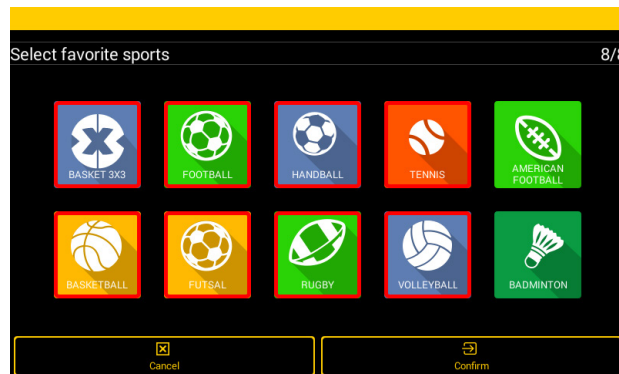 Select favorite sports 8/8
BASKET 3X3 FOOTBALL HANDBALL TENNIS AMERICAN
FOOTBALL
BASKETBALL FUTSAL RUGBY VOLLEYBALL BADMINTON
Cancel Confirm